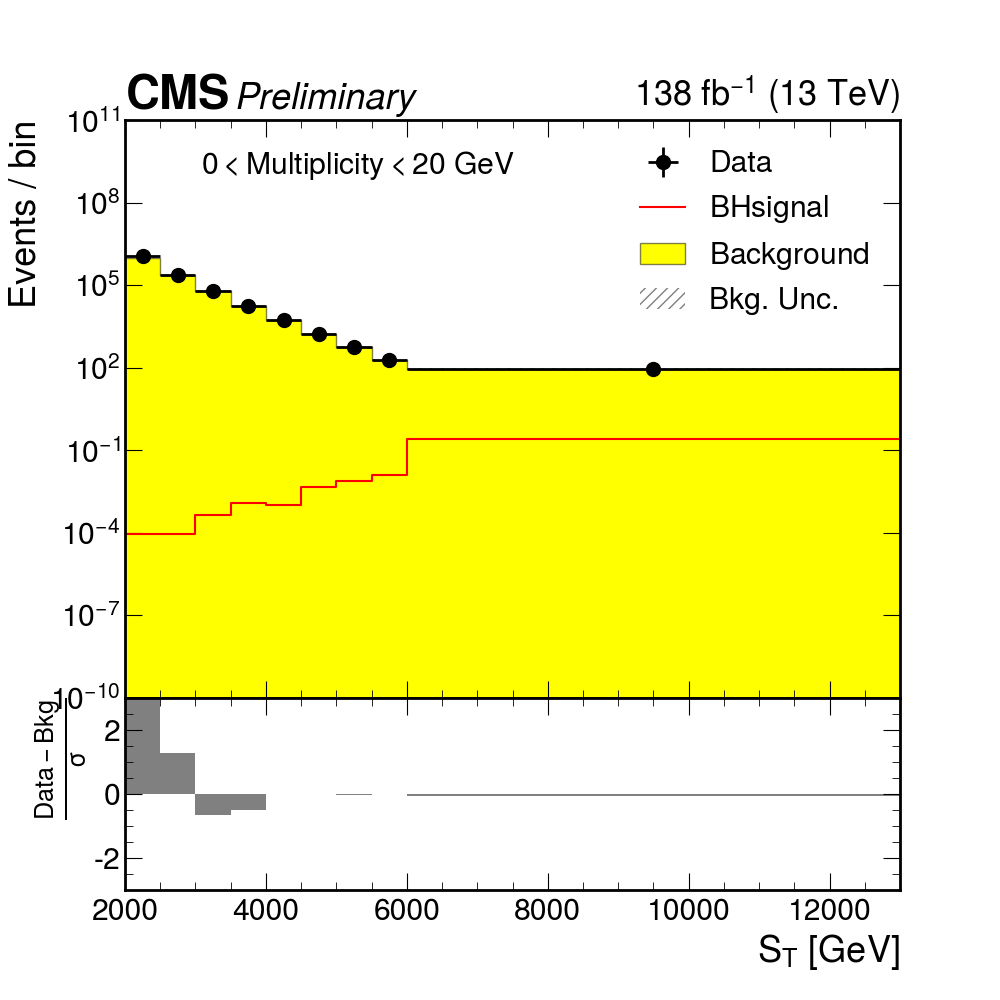 CMS Preliminary 138 fb⁻¹ (13 TeV)
Events / bin
0 < Multiplicity < 20 GeV
Data
BHsignal
Background
Bkg. Unc.
10¹¹
10⁸
10⁵
10²
10⁻¹
10⁻⁴
10⁻⁷
10⁻¹⁰
Data – Bkg
σ
2
0
-2
2000 4000 6000 8000 10000 12000
S_T [GeV]